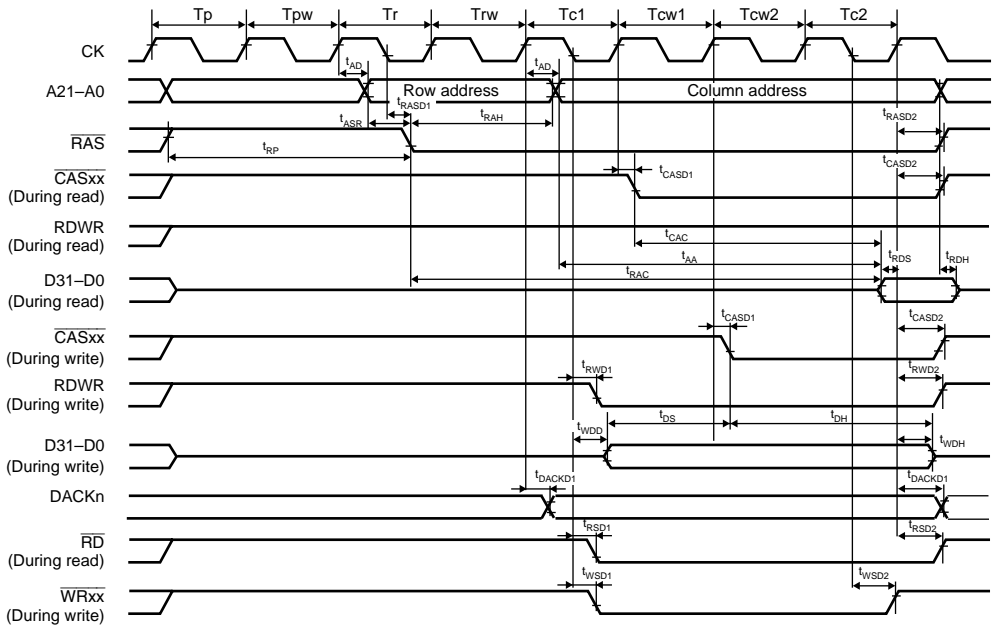 Tp Tpw Tr Trw Tc1 Tcw1 Tcw2 Tc2
CK
tAD tAD
A21–A0 Row address Column address
tRASD1 tRASD2
tASR tRAH
RAS
tRP
CASxx tCASD1 tCASD2
(During read)
RDWR
(During read)
tCAC
tAA tRDS tRDH
tRAC
D31–D0
(During read)
tCASD1 tCASD2
CASxx
(During write)
tRWD1 tRWD2
RDWR
(During write)
tDS tDH
tWDD tWDH
D31–D0
(During write)
tDACKD1 tDACKD1
DACKn
tRSD1 tRSD2
RD
(During read)
tWSD1 tWSD2
WRxx
(During write)